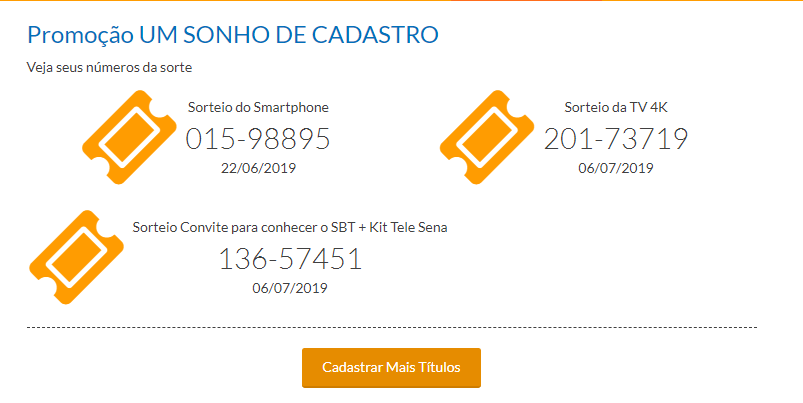 Promoção UM SONHO DE CADASTRO
Veja seus números da sorte
Sorteio do Smartphone
015-98895
22/06/2019
Sorteio da TV 4K
201-73719
06/07/2019
Sorteio Convite para conhecer o SBT + Kit Tele Sena
136-57451
06/07/2019
Cadastrar Mais Títulos